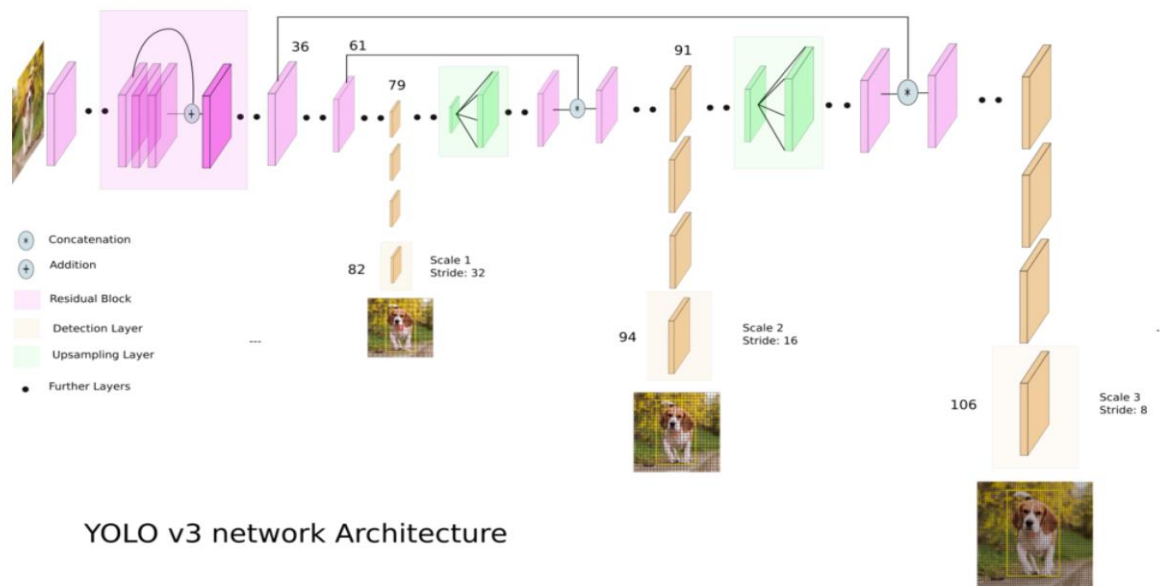 36
61
91
79
Concatenation
Addition
Residual Block
Detection Layer
Upsampling Layer
Further Layers
82
Scale 1
Stride: 32
94
Scale 2
Stride: 16
106
Scale 3
Stride: 8
YOLO v3 network Architecture